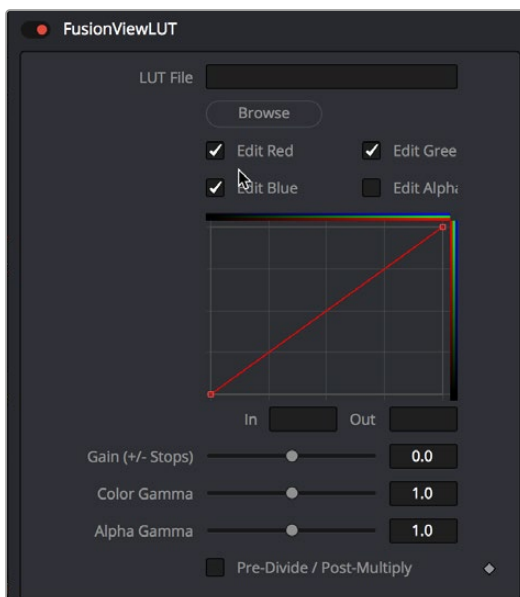 FusionViewLUT
LUT File
Browse
Edit Red Edit Gree
Edit Blue Edit Alpha
In Out
Gain (+/- Stops) 0.0
Color Gamma 1.0
Alpha Gamma 1.0
Pre-Divide / Post-Multiply